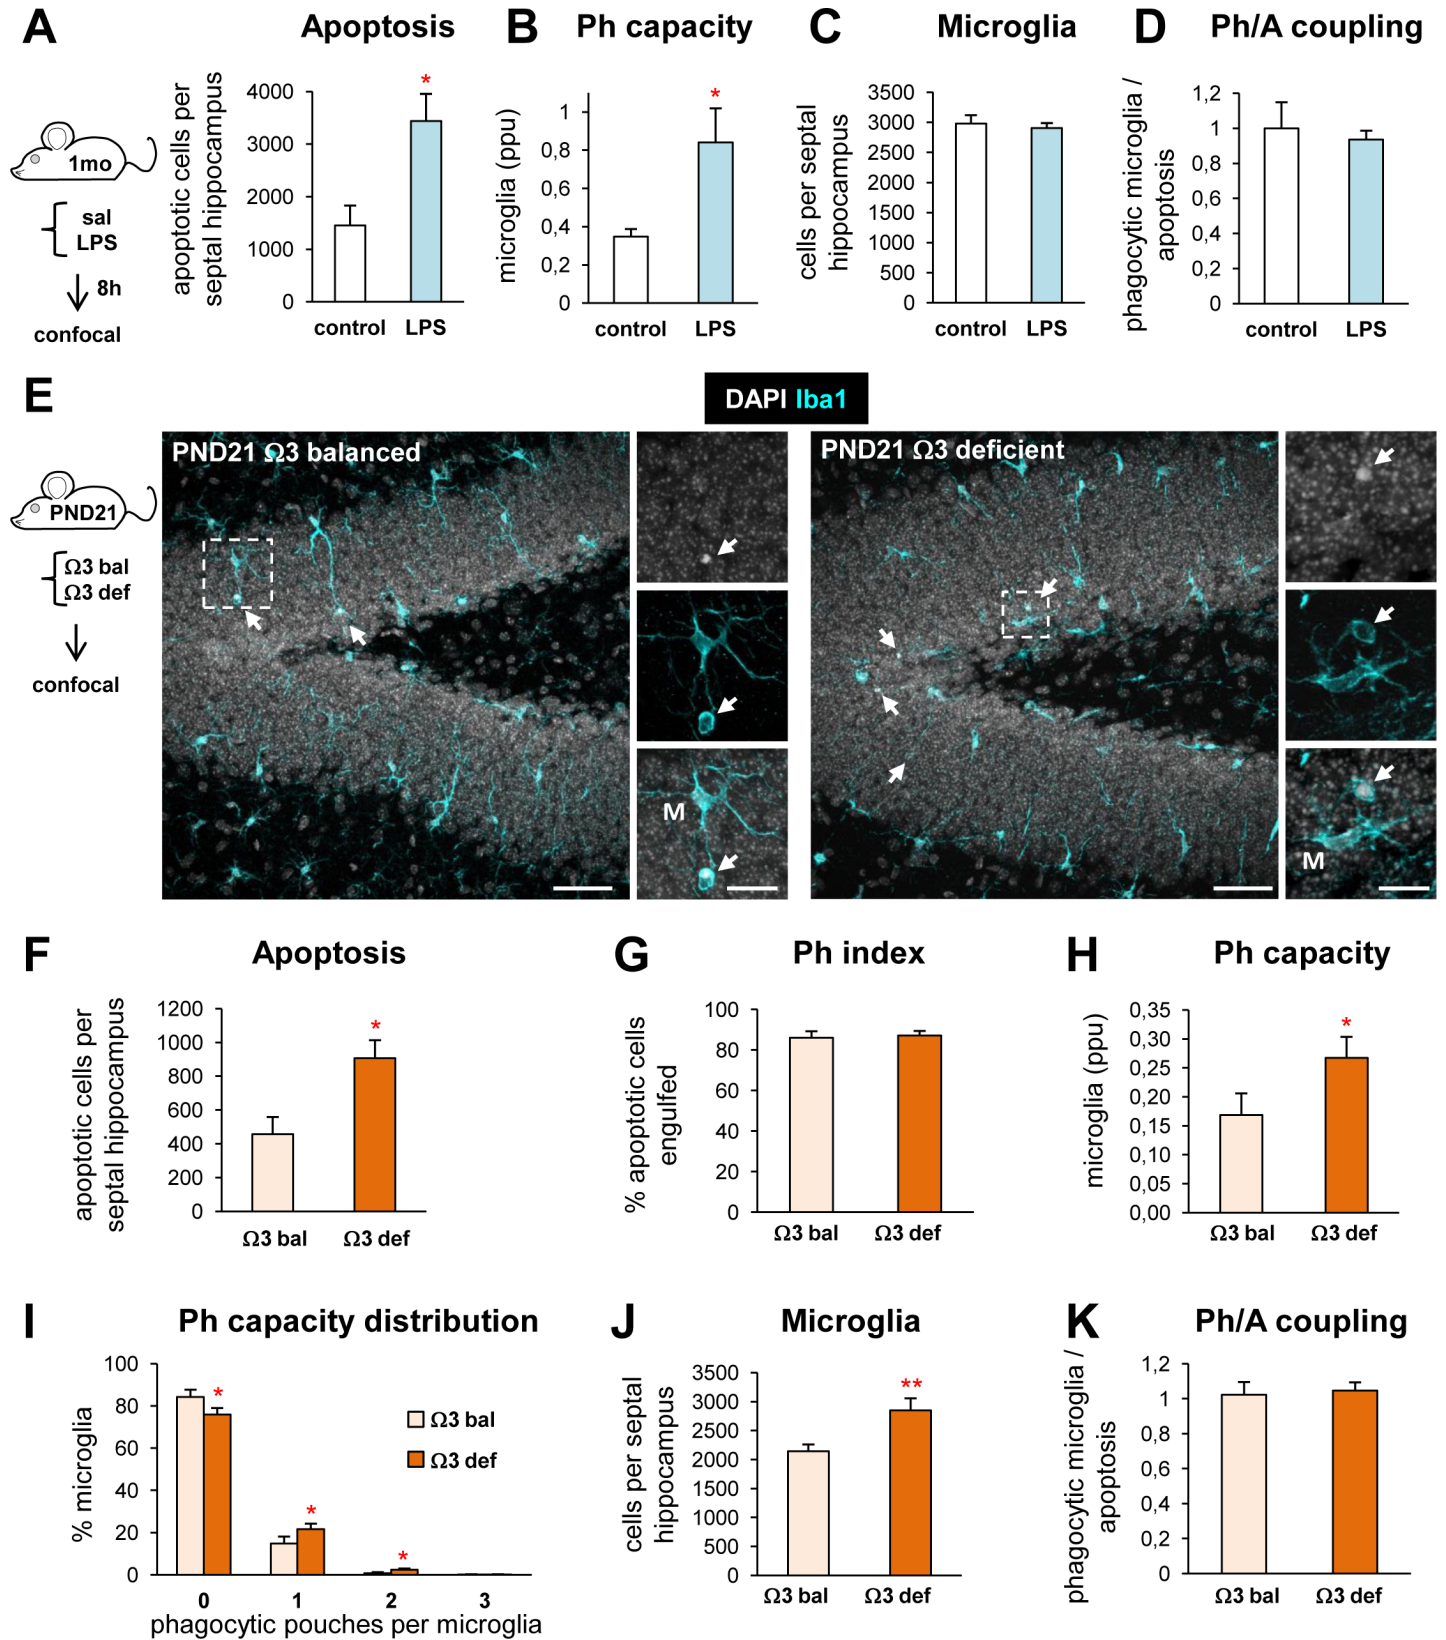 A
Apoptosis
1mo
sal
LPS
8h
confocal
apoptotic cells per
septal hippocampus
4000
3000
2000
1000
0
*
control
LPS
B
Ph capacity
microglia (ppu)
1
0,8
0,6
0,4
0,2
0
*
control
LPS
C
Microglia
cells per septal
hippocampus
3500
3000
2500
2000
1500
1000
500
0
control
LPS
D
Ph/A coupling
phagocytic microglia /
apoptosis
1,2
1
0,8
0,6
0,4
0,2
0
control
LPS
E
DAPI Iba1
PND21
Ω3 bal
Ω3 def
confocal
PND21 Ω3 balanced
M
PND21 Ω3 deficient
M
F
Apoptosis
apoptotic cells per
septal hippocampus
1200
1000
800
600
400
200
0
*
Ω3 bal
Ω3 def
G
Ph index
% apoptotic cells
engulfed
100
80
60
40
20
0
Ω3 bal
Ω3 def
H
Ph capacity
microglia (ppu)
0,35
0,30
0,25
0,20
0,15
0,10
0,05
0,00
*
Ω3 bal
Ω3 def
I
Ph capacity distribution
% microglia
100
80
60
40
20
0
*
*
*
Ω3 bal
Ω3 def
0
1
2
3
phagocytic pouches per microglia
J
Microglia
cells per septal
hippocampus
3500
3000
2500
2000
1500
1000
500
0
**
Ω3 bal
Ω3 def
K
Ph/A coupling
phagocytic microglia /
apoptosis
1,2
1
0,8
0,6
0,4
0,2
0
Ω3 bal
Ω3 def